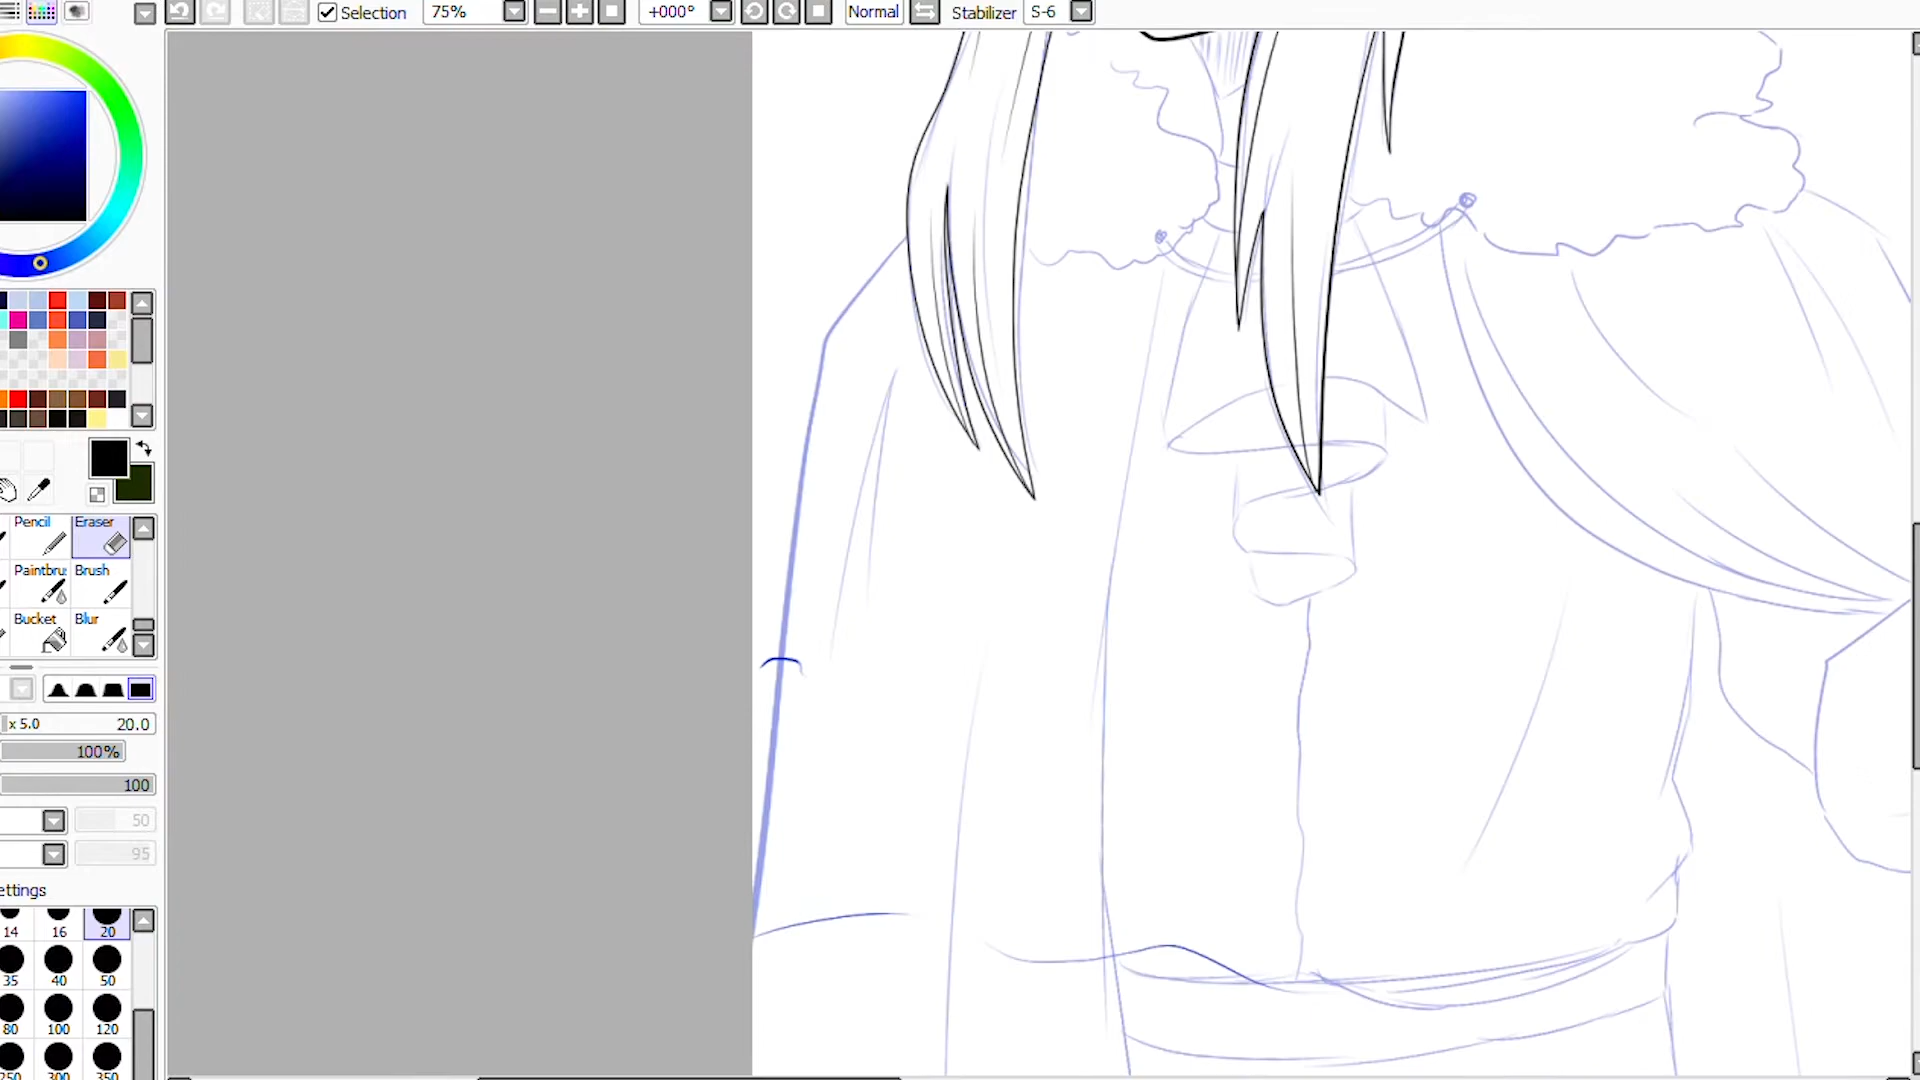 Selection 75% +000° Normal Stabilizer S-6
Pencil Eraser
Brush
Bucket Blur
x 5.0 20.0
100%
100
50
95
ettings
14 16 20
35 40 50
80 100 120
250 300 350